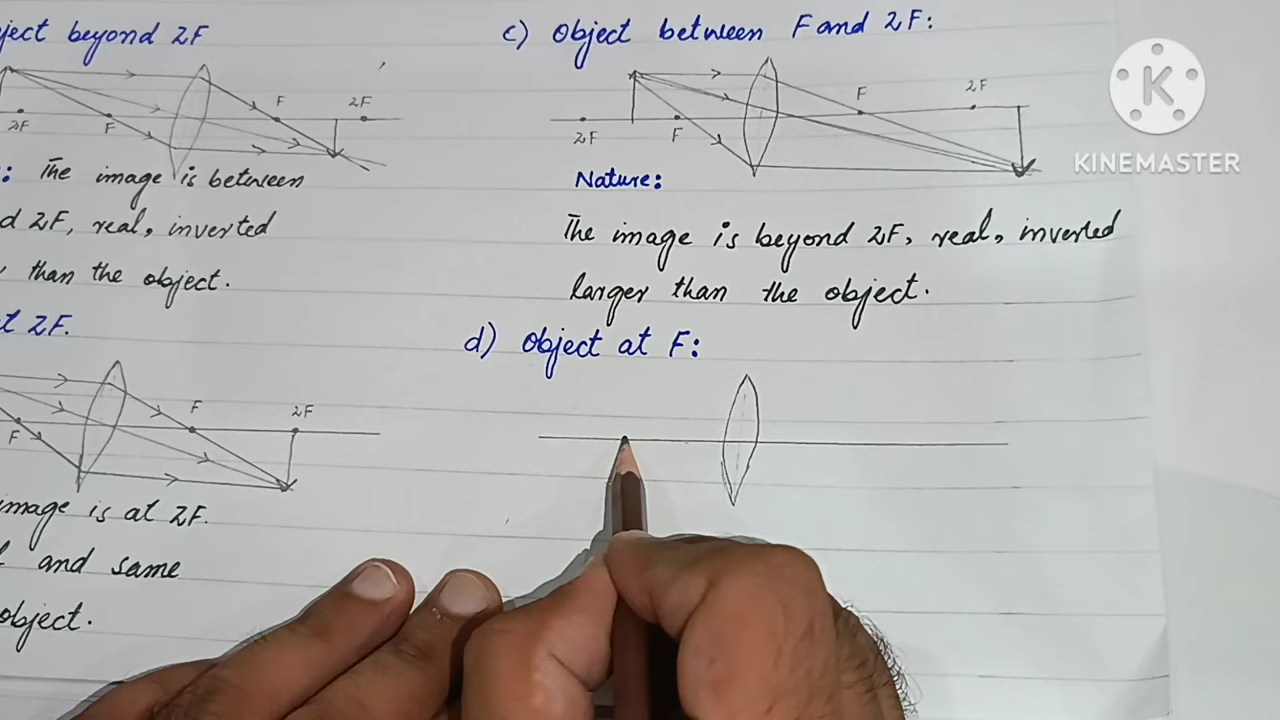 ject beyond 2F
F
2F
2F
F
: The image is between
d 2F, real, inverted
than the object.
t 2F.
F
2F
F
image is at 2F.
and same
object.
c) Object between F and 2F:
F
2F
2F
F
Nature:
The image is beyond 2F, real, inverted
larger than the object.
d) Object at F:
K
KINEMASTER